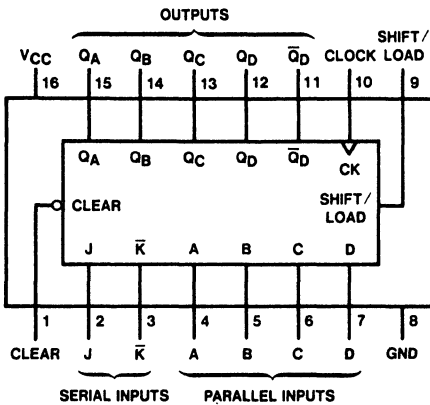 OUTPUTS
VCC QA QB QC QD Q̅D CLOCK SHIFT/LOAD
16 15 14 13 12 11 10 9
QA QB QC QD Q̅D CK
CLEAR SHIFT/LOAD
J K̅ A B C D
1 2 3 4 5 6 7 8
CLEAR J K̅ A B C D GND
SERIAL INPUTS PARALLEL INPUTS